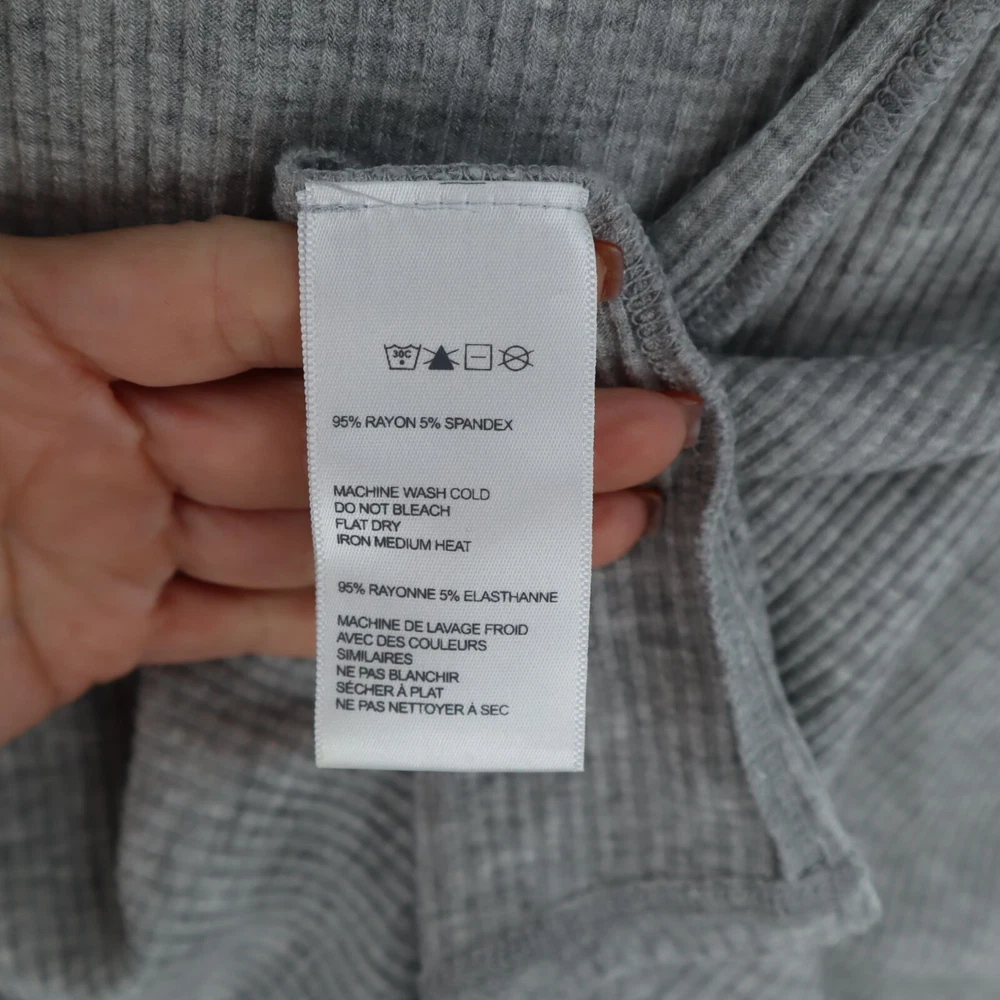 30C
95% RAYON 5% SPANDEX
MACHINE WASH COLD
DO NOT BLEACH
FLAT DRY
IRON MEDIUM HEAT
95% RAYONNE 5% ELASTHANNE
MACHINE DE LAVAGE FROID
AVEC DES COULEURS
SIMILAIRES
NE PAS BLANCHIR
SÉCHER À PLAT
NE PAS NETTOYER À SEC